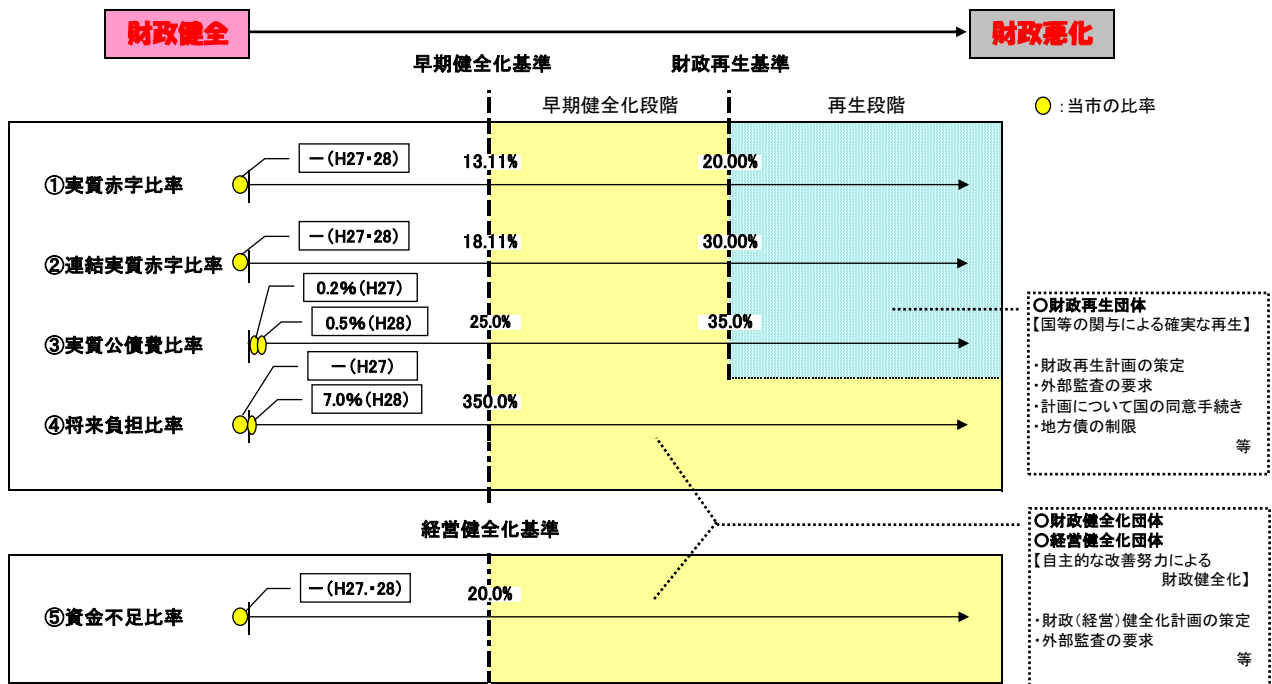 財政健全
財政悪化
早期健全化基準
財政再生基準
早期健全化段階
再生段階
：当市の比率
①実質赤字比率
－(H27・28)
13.11%
20.00%
②連結実質赤字比率
－(H27・28)
18.11%
30.00%
③実質公債費比率
0.2%(H27)
0.5%(H28)
25.0%
35.0%
④将来負担比率
－(H27)
7.0%(H28)
350.0%
○財政再生団体
【国等の関与による確実な再生】
・財政再生計画の策定
・外部監査の要求
・計画について国の同意手続き
・地方債の制限
等
経営健全化基準
⑤資金不足比率
－(H27.・28)
20.0%
○財政健全化団体
○経営健全化団体
【自主的な改善努力による
財政健全化】
・財政(経営)健全化計画の策定
・外部監査の要求
等